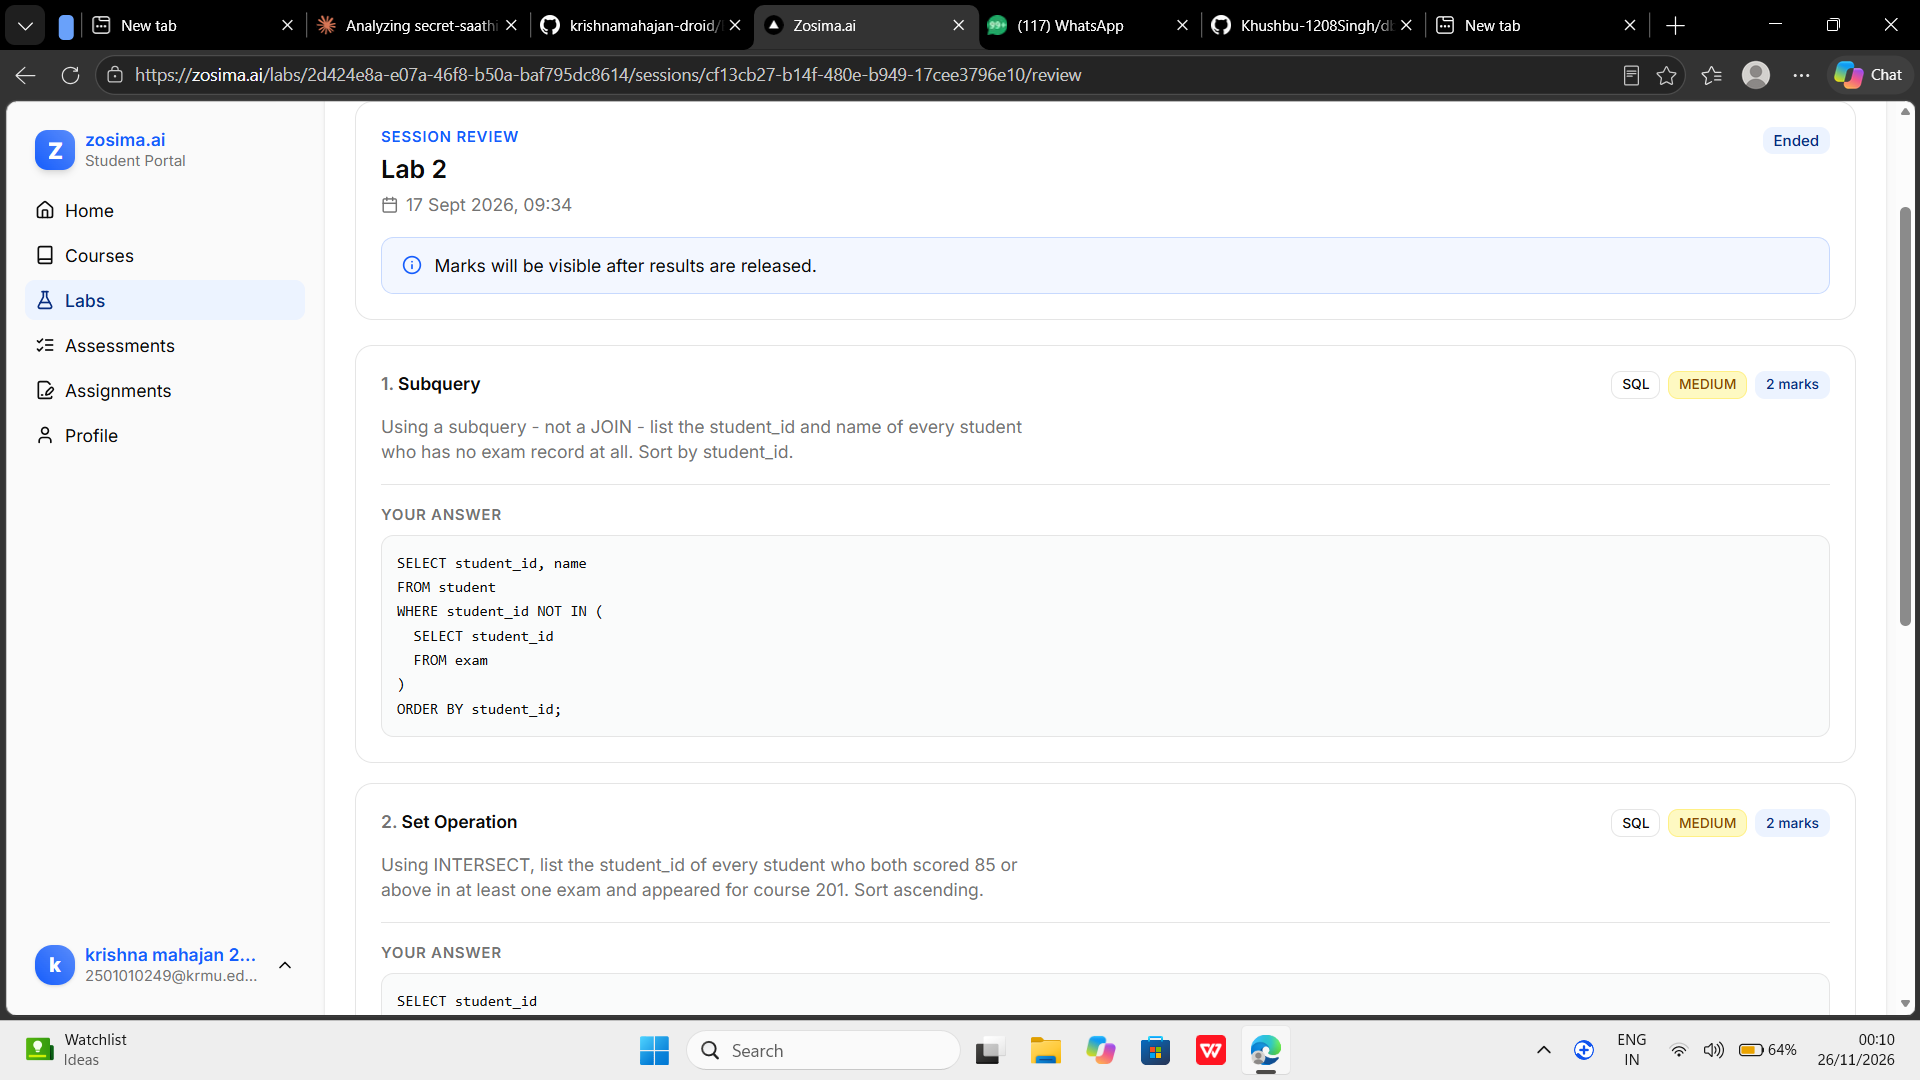 New tab
Analyzing secret-saathi
krishnamahajan-droid/
Zosima.ai
(117) WhatsApp
Khushbu-1208Singh/db
New tab
https://zosima.ai/labs/2d424e8a-e07a-46f8-b50a-baf795dc8614/sessions/cf13cb27-b14f-480e-b949-17cee3796e10/review
Chat
Z
zosima.ai
Student Portal
Home
Courses
Labs
Assessments
Assignments
Profile
SESSION REVIEW
Ended
Lab 2
17 Sept 2026, 09:34
Marks will be visible after results are released.
1. Subquery
SQL MEDIUM 2 marks
Using a subquery - not a JOIN - list the student_id and name of every student
who has no exam record at all. Sort by student_id.
YOUR ANSWER
SELECT student_id, name
FROM student
WHERE student_id NOT IN (
  SELECT student_id
  FROM exam
)
ORDER BY student_id;
2. Set Operation
SQL MEDIUM 2 marks
Using INTERSECT, list the student_id of every student who both scored 85 or
above in at least one exam and appeared for course 201. Sort ascending.
YOUR ANSWER
SELECT student_id
k
krishna mahajan 2...
2501010249@krmu.ed...
Watchlist
Ideas
Search
ENG
IN
64%
00:10
26/11/2026